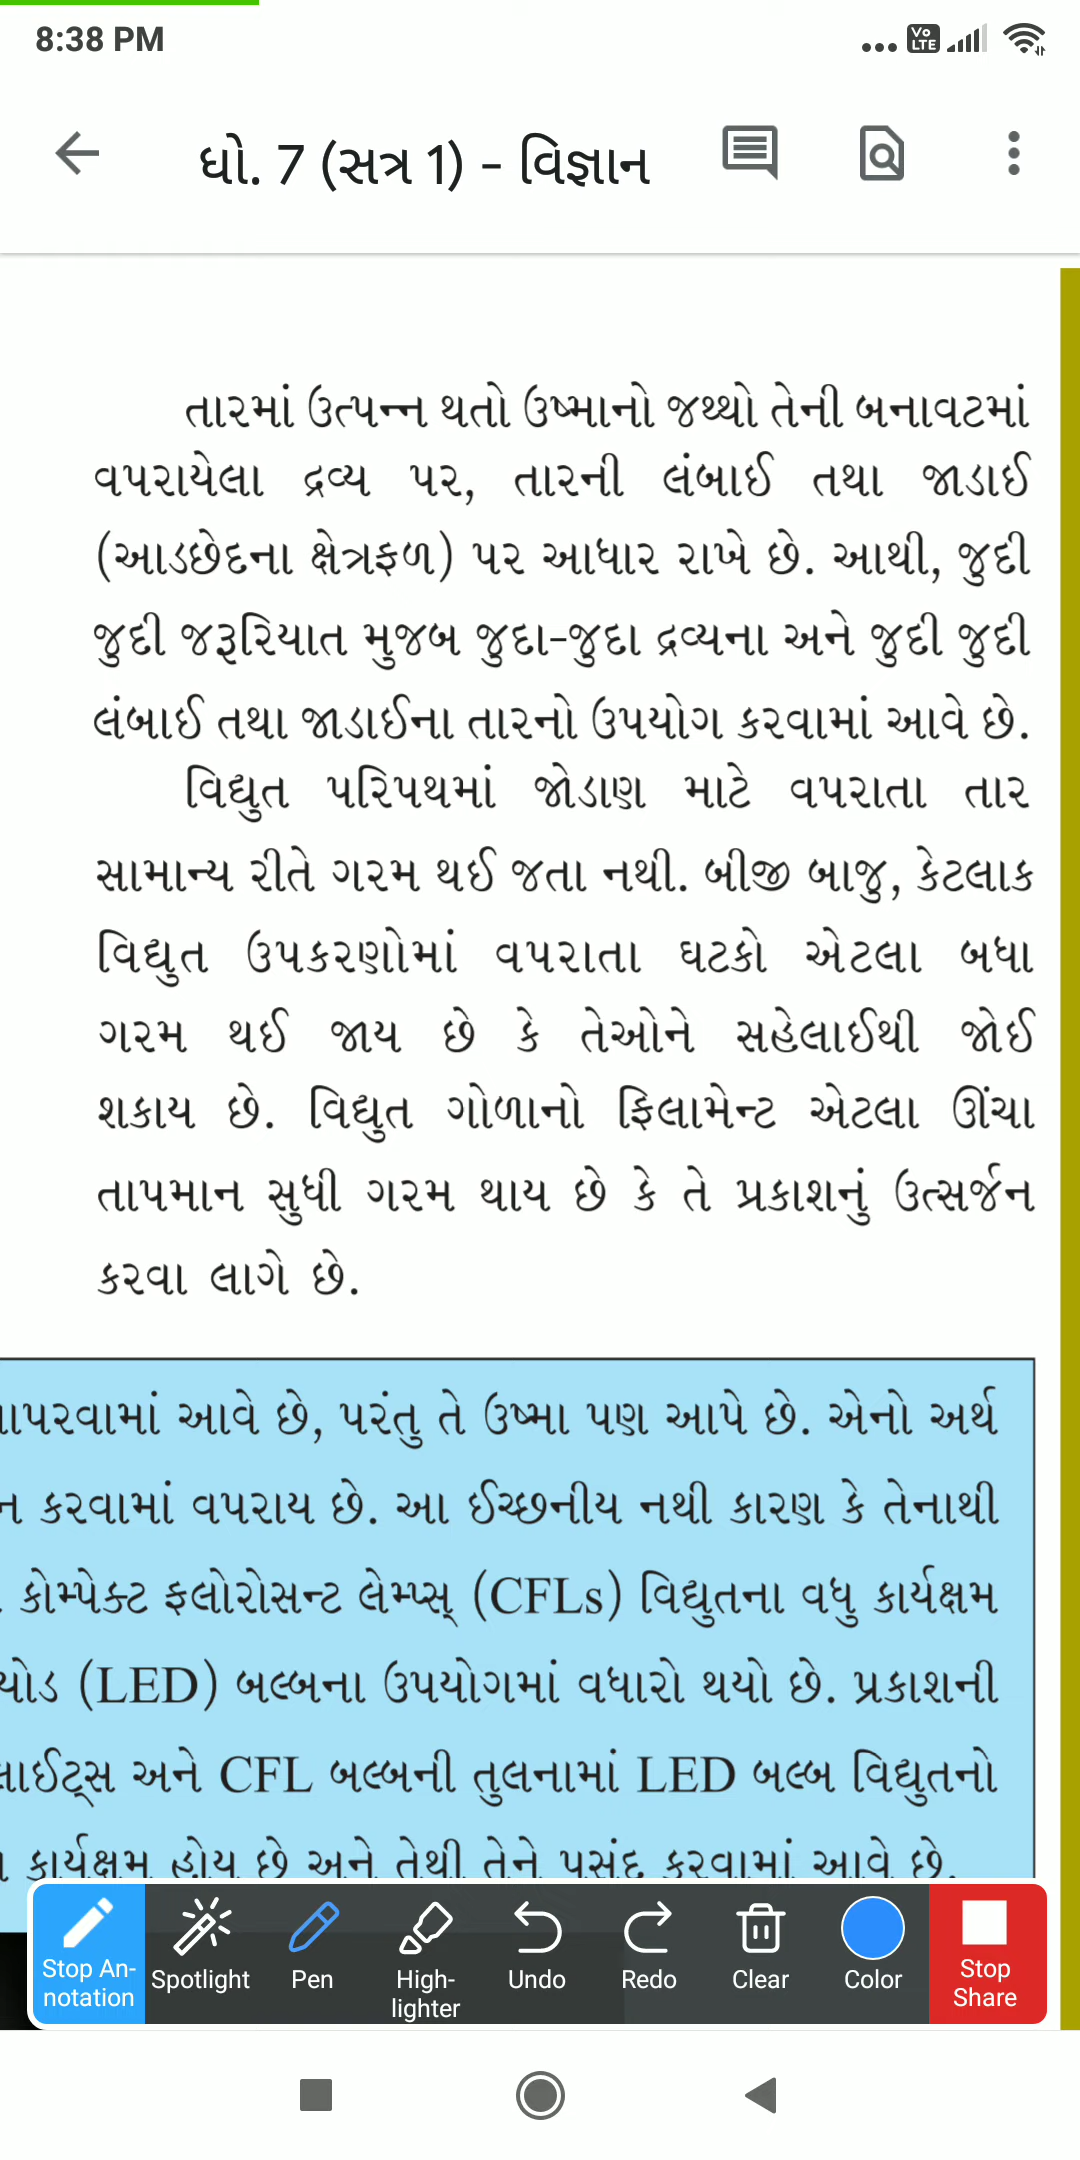 8:38 PM
Vo LTE
ધો. 7 (સત્ર 1) - વિજ્ઞાન
તારમાં ઉત્પન્ન થતો ઉષ્માનો જથ્થો તેની બનાવટમાં
વપરાયેલા દ્રવ્ય પર, તારની લંબાઈ તથા જાડાઈ
(આડછેદના ક્ષેત્રફળ) પર આધાર રાખે છે. આથી, જુદી
જુદી જરૂરિયાત મુજબ જુદા-જુદા દ્રવ્યના અને જુદી જુદી
લંબાઈ તથા જાડાઈના તારનો ઉપયોગ કરવામાં આવે છે.
વિદ્યુત પરિપથમાં જોડાણ માટે વપરાતા તાર
સામાન્ય રીતે ગરમ થઈ જતા નથી. બીજી બાજુ, કેટલાક
વિદ્યુત ઉપકરણોમાં વપરાતા ઘટકો એટલા બધા
ગરમ થઈ જાય છે કે તેઓને સહેલાઈથી જોઈ
શકાય છે. વિદ્યુત ગોળાનો ફિલામેન્ટ એટલા ઊંચા
તાપમાન સુધી ગરમ થાય છે કે તે પ્રકાશનું ઉત્સર્જન
કરવા લાગે છે.
ાપરવામાં આવે છે, પરંતુ તે ઉષ્મા પણ આપે છે. એનો અર્થ
ન કરવામાં વપરાય છે. આ ઈચ્છનીય નથી કારણ કે તેનાથી
કોમ્પેક્ટ ફ્લોરોસન્ટ લેમ્પ્સ્ (CFLs) વિદ્યુતના વધુ કાર્યક્ષમ
યોડ (LED) બલ્બના ઉપયોગમાં વધારો થયો છે. પ્રકાશની
લાઈટ્સ અને CFL બલ્બની તુલનામાં LED બલ્બ વિદ્યુતનો
કાર્યક્ષમ હોય છે અને તેથી તેને પસંદ કરવામાં આવે છે.
Stop An-
notation
Spotlight
Pen
High-
lighter
Undo
Redo
Clear
Color
Stop
Share